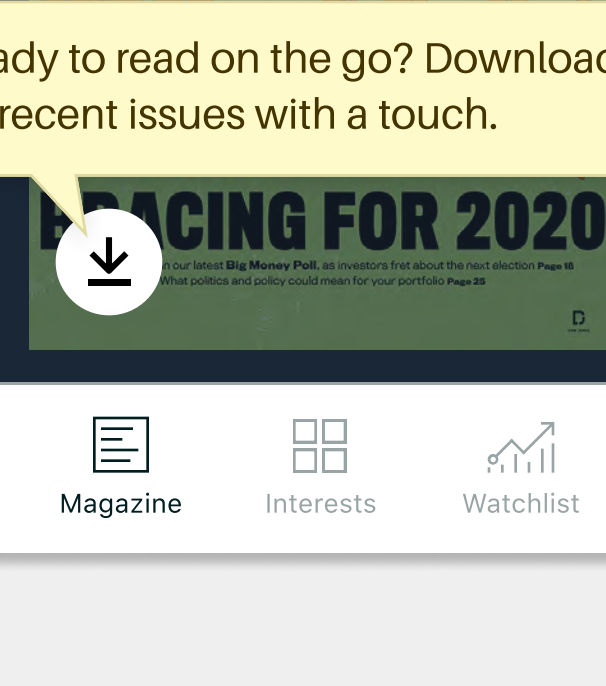 ady to read on the go? Download
recent issues with a touch.
BRACING FOR 2020
n our latest Big Money Poll, as investors fret about the next election Page 18
What politics and policy could mean for your portfolio Page 25
Magazine
Interests
Watchlist